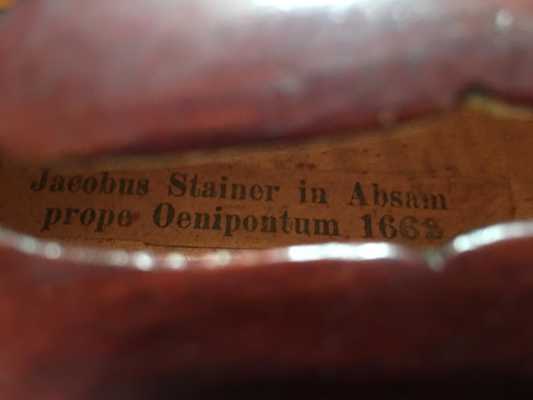 Jacobus Stainer in Absam
prope Oenipontum 1662